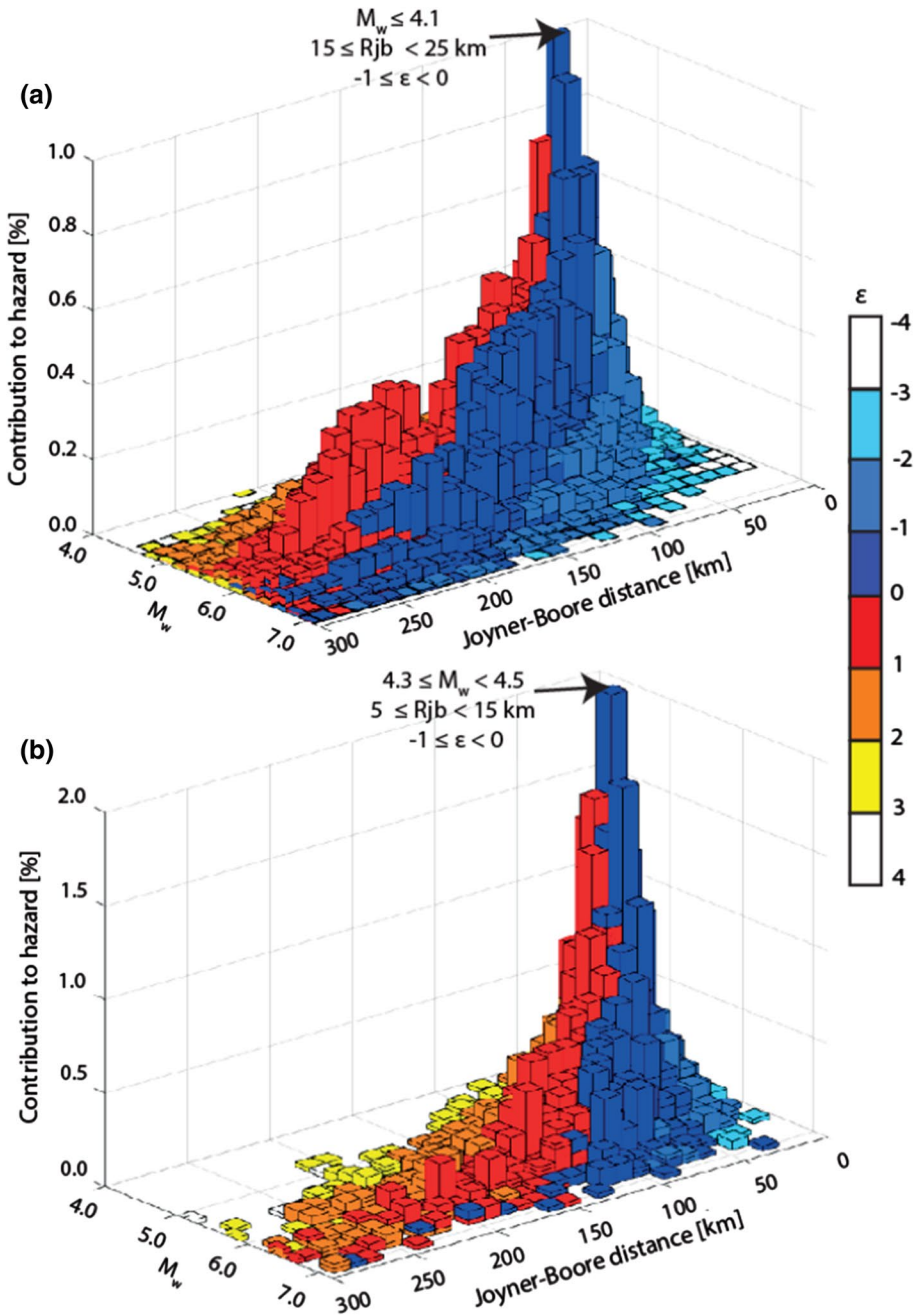 M_w ≤ 4.1
15 ≤ Rjb < 25 km
-1 ≤ ε < 0
(a)
Contribution to hazard [%]
1.0
0.8
0.6
0.4
0.2
0.0
4.0
5.0
6.0
7.0
M_w
300
250
200
150
100
50
0
Joyner-Boore distance [km]
ε
-4
-3
-2
-1
0
1
2
3
4
4.3 ≤ M_w < 4.5
5 ≤ Rjb < 15 km
-1 ≤ ε < 0
(b)
Contribution to hazard [%]
2.0
1.5
1.0
0.5
0.0
4.0
5.0
6.0
7.0
M_w
300
250
200
150
100
50
0
Joyner-Boore distance [km]